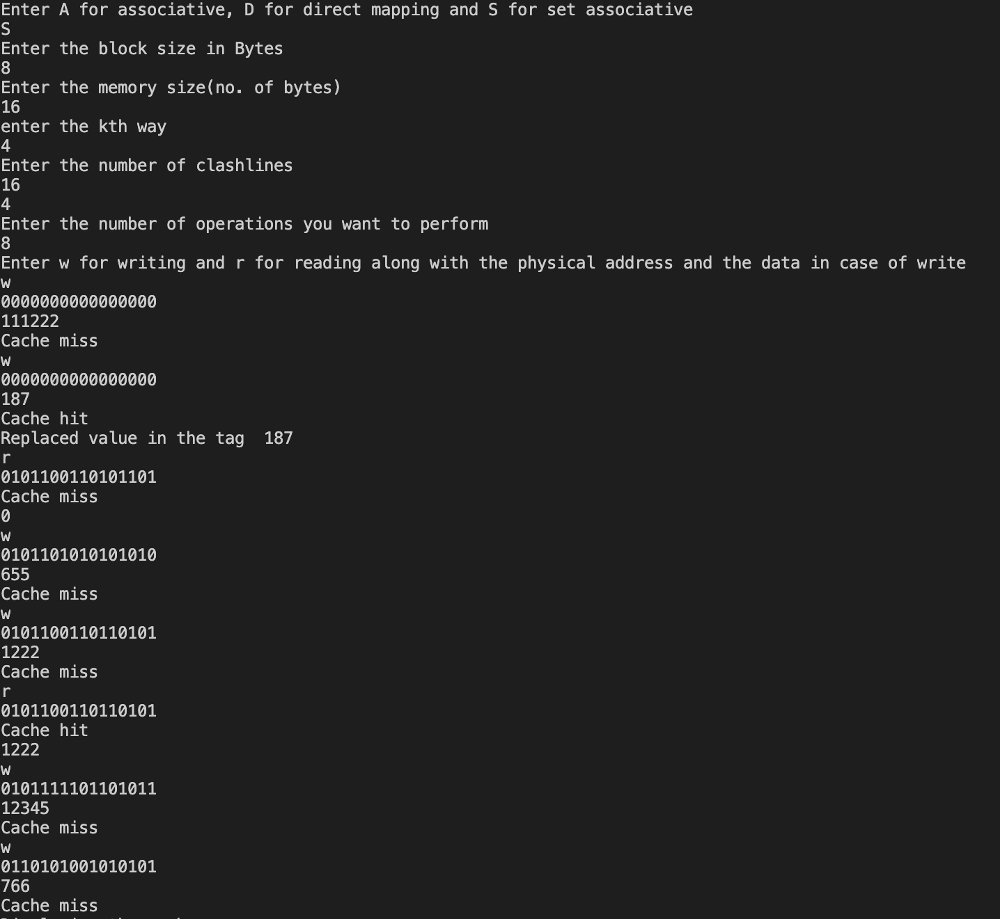 Enter A for associative, D for direct mapping and S for set associative
S
Enter the block size in Bytes
8
Enter the memory size(no. of bytes)
16
enter the kth way
4
Enter the number of clashlines
16
4
Enter the number of operations you want to perform
8
Enter w for writing and r for reading along with the physical address and the data in case of write
w
0000000000000000
111222
Cache miss
w
0000000000000000
187
Cache hit
Replaced value in the tag  187
r
0101100110101101
Cache miss
0
w
0101101010101010
655
Cache miss
w
0101100110110101
1222
Cache miss
r
0101100110110101
Cache hit
1222
w
0101111101101011
12345
Cache miss
w
0110101001010101
766
Cache miss